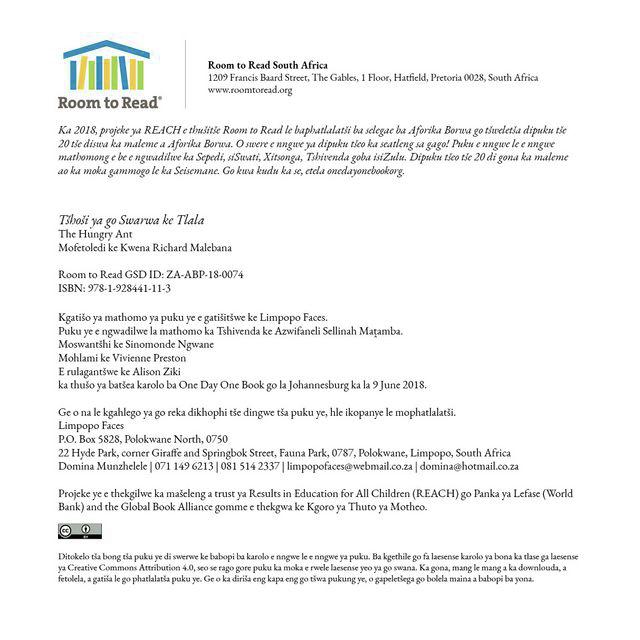 Room to Read®
Room to Read South Africa
1209 Francis Baard Street, The Gables, 1 Floor, Hatfield, Pretoria 0028, South Africa
www.roomtoread.org
Ka 2018, projeke ya REACH e thušitše Room to Read le baphatlalatši ba selegae ba Aforika Borwa go tšweletša dipuku tše
20 tše diswa ka maleme a Aforika Borwa. O swere e nngwe ya dipuku tšeo ka seatleng sa gago! Puku e nngwe le e nngwe
mathomong e be e ngwadilwe ka Sepedi, siSwati, Xitsonga, Tshivenda goba isiZulu. Dipuku tšeo tše 20 di gona ka maleme
ao ka moka gammogo le ka Seisemane. Go kwa kudu ka se, etela onedayonebookorg.
Tšhoši ya go Swarwa ke Tlala
The Hungry Ant
Mofetoledi ke Kwena Richard Malebana
Room to Read GSD ID: ZA-ABP-18-0074
ISBN: 978-1-928441-11-3
Kgatišo ya mathomo ya puku ye e gatišitšwe ke Limpopo Faces.
Puku ye e ngwadilwe la mathomo ka Tshivenda ke Azwifaneli Sellinah Maṱamba.
Moswantšhi ke Sinomonde Ngwane
Mohlami ke Vivienne Preston
E rulagantšwe ke Alison Ziki
ka thušo ya batšea karolo ba One Day One Book go la Johannesburg ka la 9 June 2018.
Ge o na le kgahlego ya go reka dikhophi tše dingwe tša puku ye, hle ikopanye le mophatlalatši.
Limpopo Faces
P.O. Box 5828, Polokwane North, 0750
22 Hyde Park, corner Giraffe and Springbok Street, Fauna Park, 0787, Polokwane, Limpopo, South Africa
Domina Munzhelele | 071 149 6213 | 081 514 2337 | limpopofaces@webmail.co.za | domina@hotmail.co.za
Projeke ye e thekgilwe ka mašeleng a trust ya Results in Education for All Children (REACH) go Panka ya Lefase (World
Bank) and the Global Book Alliance gomme e thekgwa ke Kgoro ya Thuto ya Motheo.
cc BY
Ditokelo tša bong tša puku ye di swerwe ke babopi ba karolo e nngwe le e nngwe ya puku. Ba kgethile go fa laesense karolo ya bona ka tlase ga laesense
ya Creative Commons Attribution 4.0, seo se rago gore puku ka moka e rwele laesense yeo ya go swana. Ka gona, mang le mang a ka downlouda, a
fetolela, a gatiša le go phatlalatša puku ye. Ge o ka diriša eng kapa eng go tšwa pukung ye, o gapeletšega go bolela maina a babopi ba yona.